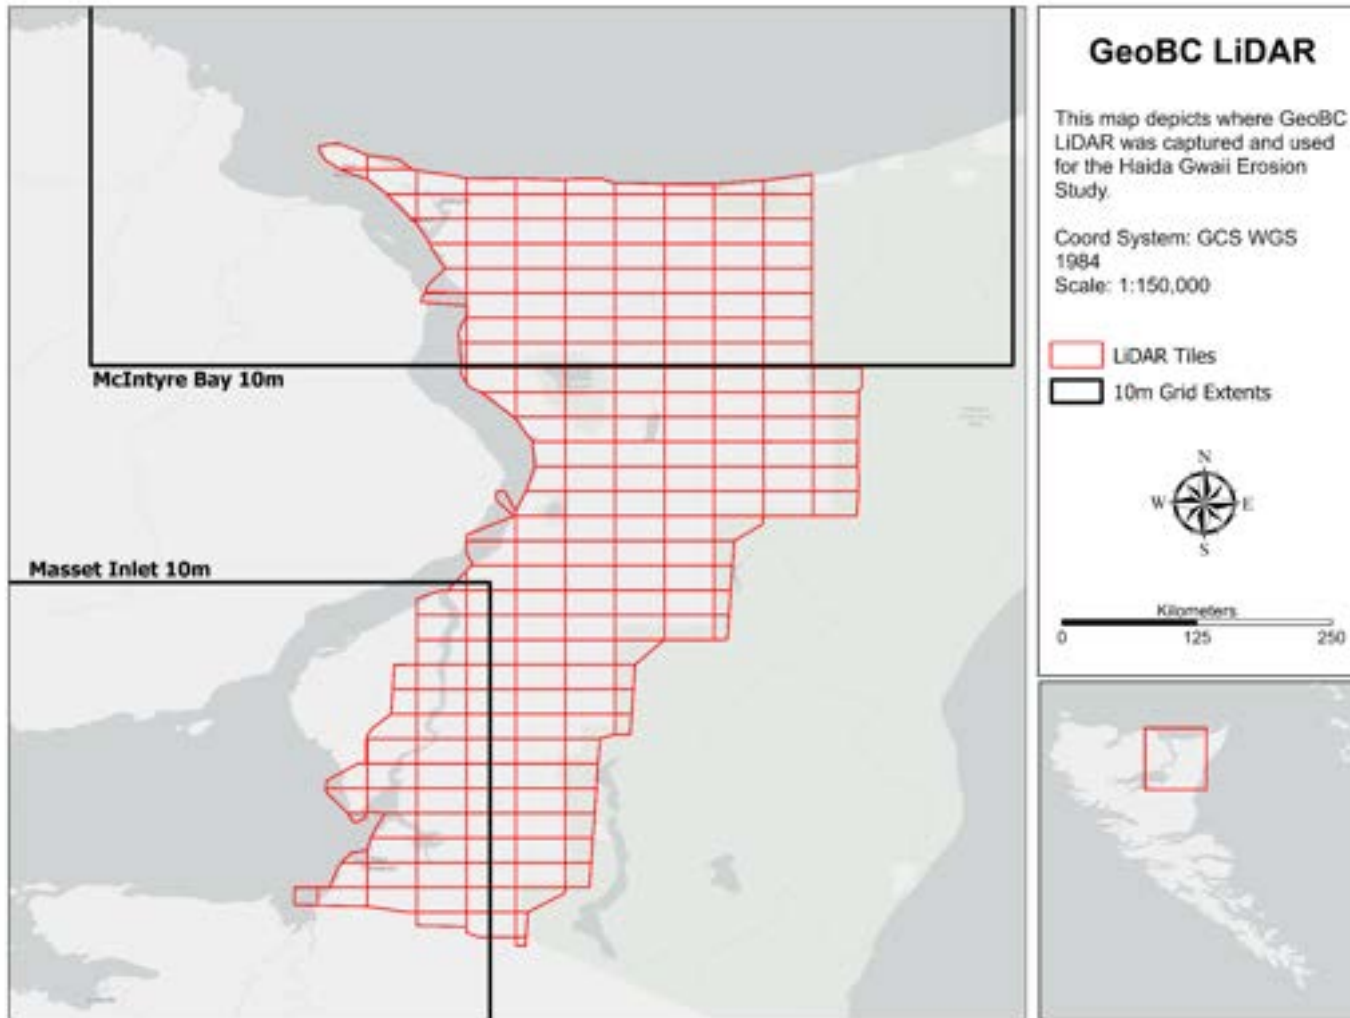 GeoBC LiDAR
This map depicts where GeoBC
LiDAR was captured and used
for the Haida Gwaii Erosion
Study.
Coord System: GCS WGS
1984
Scale: 1:150,000
LiDAR Tiles
10m Grid Extents
N
W E
S
Kilometers
0 125 250
McIntyre Bay 10m
Masset Inlet 10m